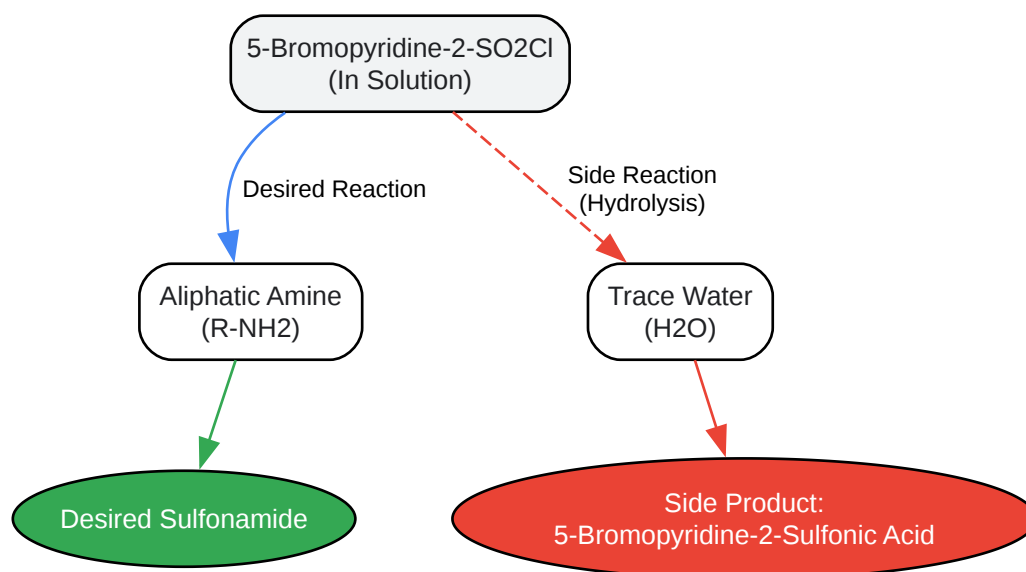 5-Bromopyridine-2-SO2Cl
(In Solution)
Desired Reaction
Side Reaction
(Hydrolysis)
Aliphatic Amine
(R-NH2)
Trace Water
(H2O)
Desired Sulfonamide
Side Product:
5-Bromopyridine-2-Sulfonic Acid